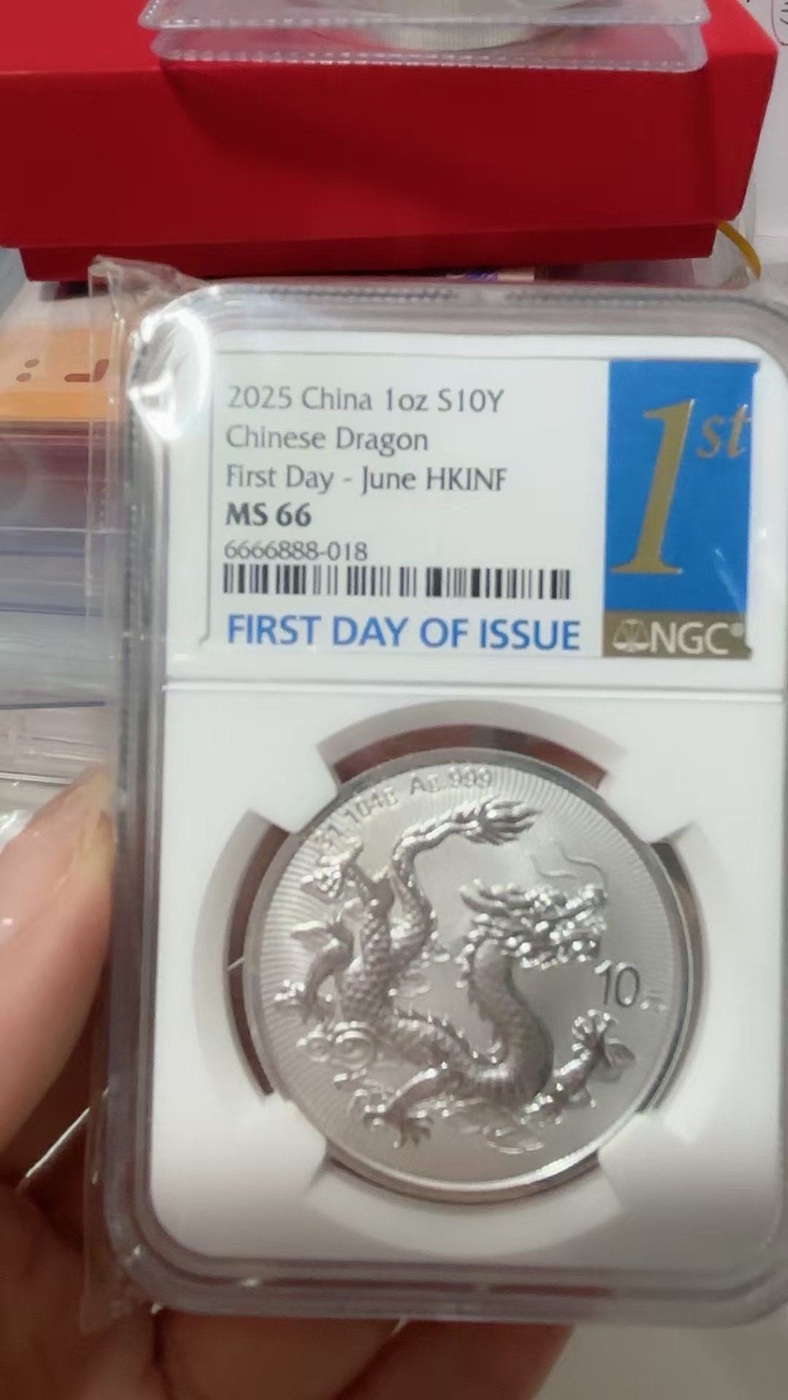 2025 China 1oz S10Y
Chinese Dragon
First Day - June HKINF
MS 66
6666888-018
FIRST DAY OF ISSUE
1st
NGC
Ag.999
10